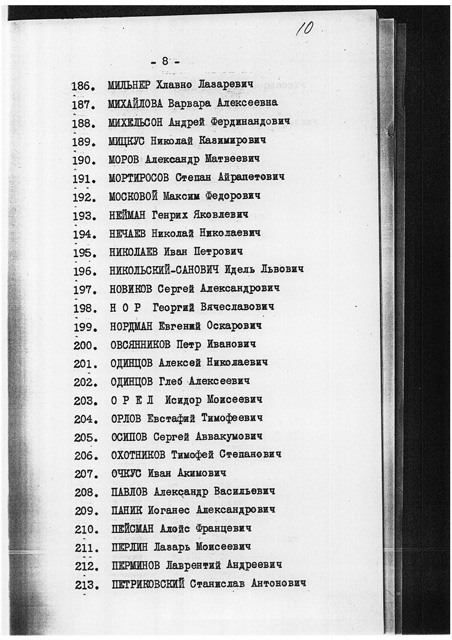 10
- 8 -
186. МИЛЬНЕР Хлавно Лазаревич
187. МИХАЙЛОВА Варвара Алексеевна
188. МИХЕЛЬСОН Андрей Фердинандович
189. МИЦКУС Николай Казимирович
190. МОРОВ Александр Матвеевич
191. МОРТИРОСОВ Степан Айрапетович
192. МОСКОВОЙ Максим Федорович
193. НЕЙМАН Генрих Яковлевич
194. НЕЧАЕВ Николай Николаевич
195. НИКОЛАЕВ Иван Петрович
196. НИКОЛЬСКИЙ-САНОВИЧ Идель Львович
197. НОВИКОВ Сергей Александрович
198. Н О Р Георгий Вячеславович
199. НОРДМАН Евгений Оскарович
200. ОВСЯННИКОВ Петр Иванович
201. ОДИНЦОВ Алексей Николаевич
202. ОДИНЦОВ Глеб Алексеевич
203. О Р Е Л Исидор Моисеевич
204. ОРЛОВ Евстафий Тимофеевич
205. ОСИПОВ Сергей Аввакумович
206. ОХОТНИКОВ Тимофей Степанович
207. ОЧКУС Иван Акимович
208. ПАВЛОВ Александр Васильевич
209. ПАНИК Иоганес Александрович
210. ПЕЙСМАН Алойс Францевич
211. ПЕРЛИН Лазарь Моисеевич
212. ПЕРМИНОВ Лаврентий Андреевич
213. ПЕТРИКОВСКИЙ Станислав Антонович